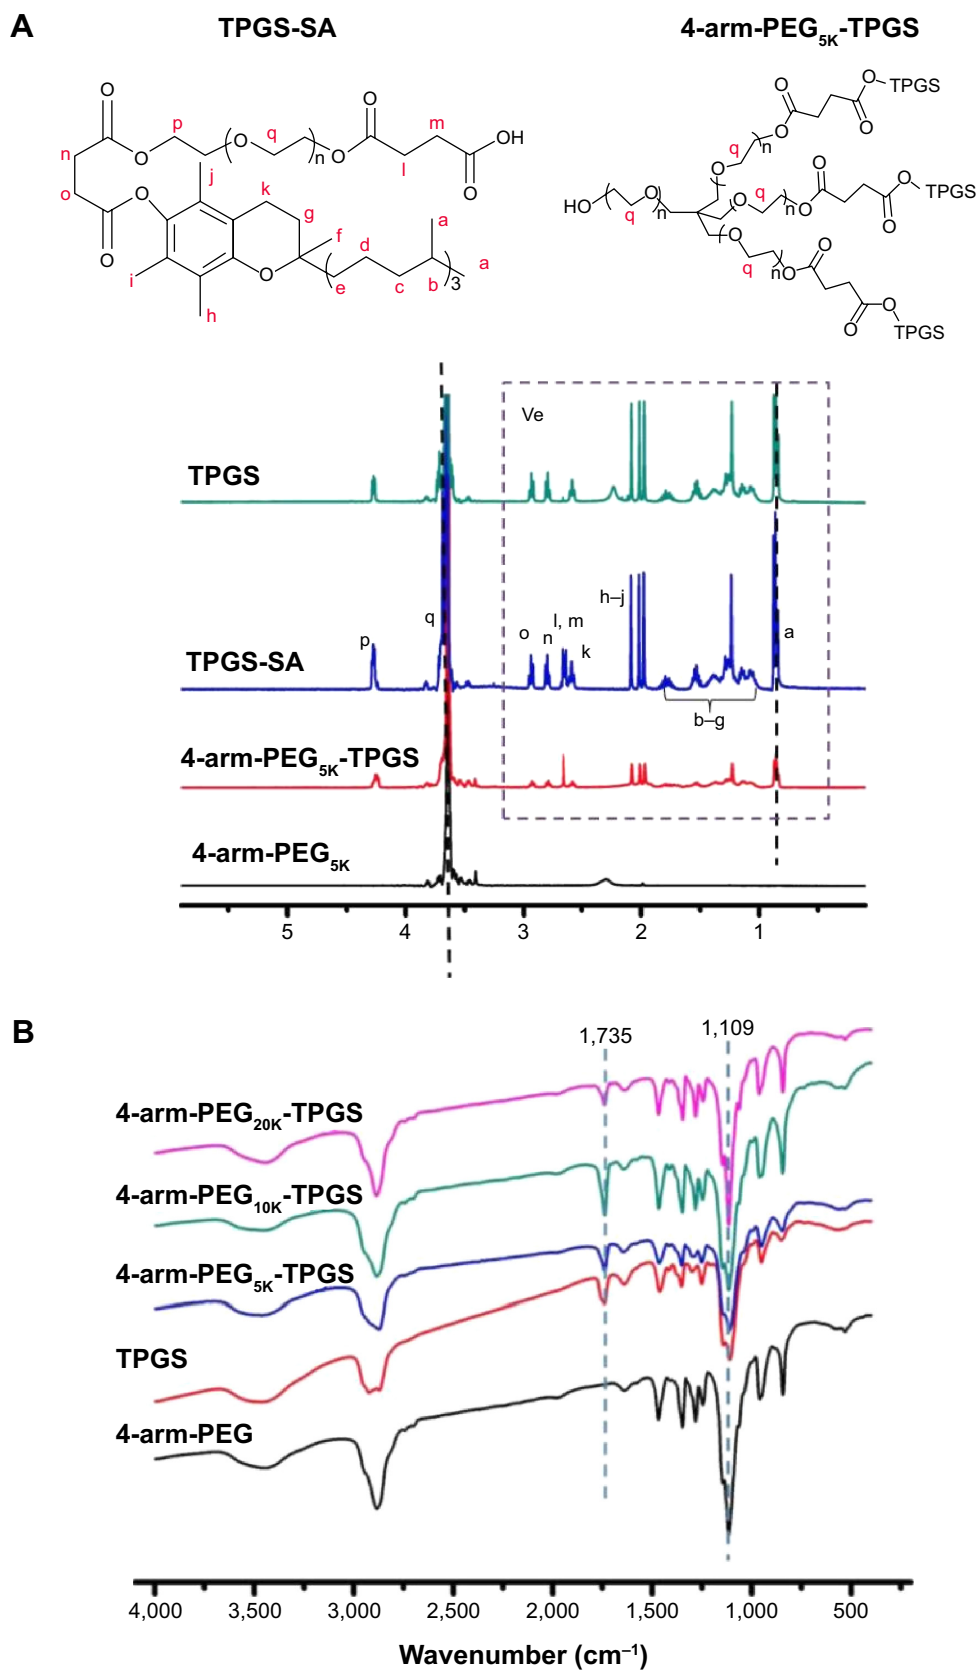 A
TPGS-SA
4-arm-PEG5K-TPGS
O
O
p
q
m
OH
n
O
O
n
O
l
O
j
o
O
k
g
a
O
f
d
a
i
O
e
c
b
3
h
O
O
TPGS
O
O
q
n
O
O
O
TPGS
HO
O
q
n
O
q
n
O
O
O
q
n
O
O
O
TPGS
Ve
TPGS
h–j
l, m
q
o
n
k
a
p
TPGS-SA
b–g
4-arm-PEG5K-TPGS
4-arm-PEG5K
5 4 3 2 1
B
1,735
1,109
4-arm-PEG20K-TPGS
4-arm-PEG10K-TPGS
4-arm-PEG5K-TPGS
TPGS
4-arm-PEG
4,000 3,500 3,000 2,500 2,000 1,500 1,000 500
Wavenumber (cm–1)